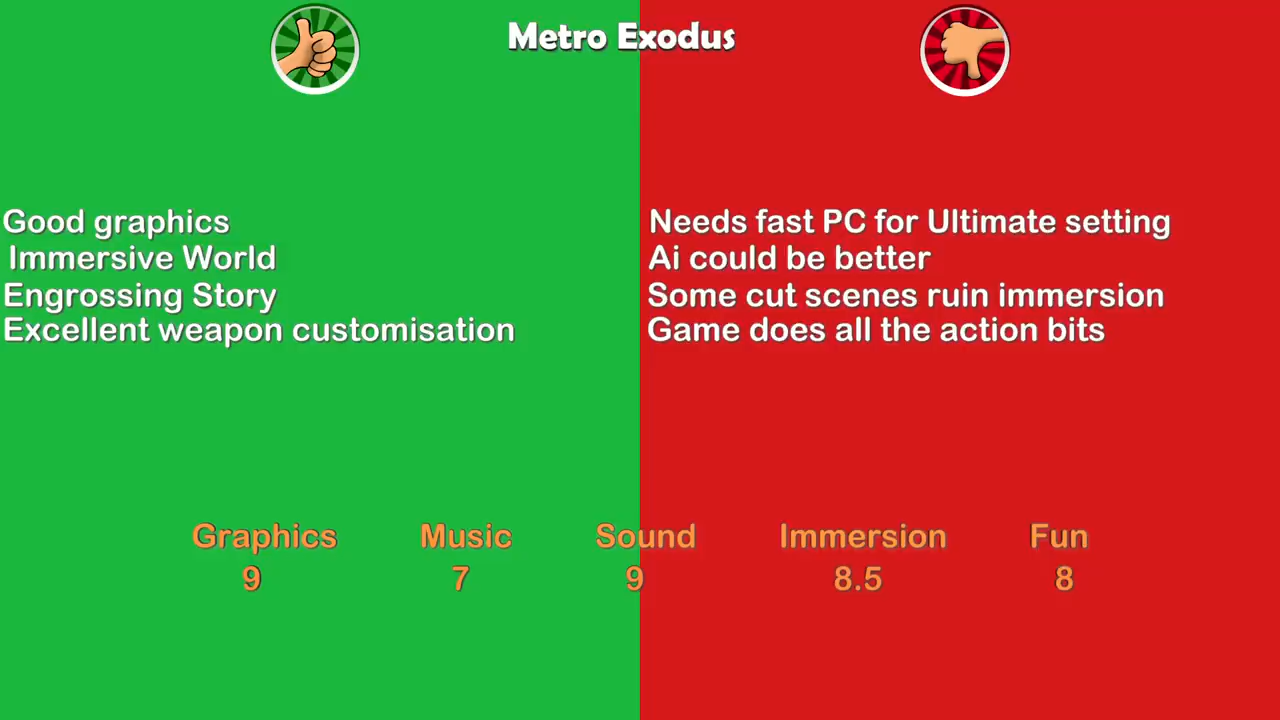 Metro Exodus
Good graphics
Immersive World
Engrossing Story
Excellent weapon customisation
Needs fast PC for Ultimate setting
Ai could be better
Some cut scenes ruin immersion
Game does all the action bits
Graphics Music Sound Immersion Fun
9 7 9 8.5 8